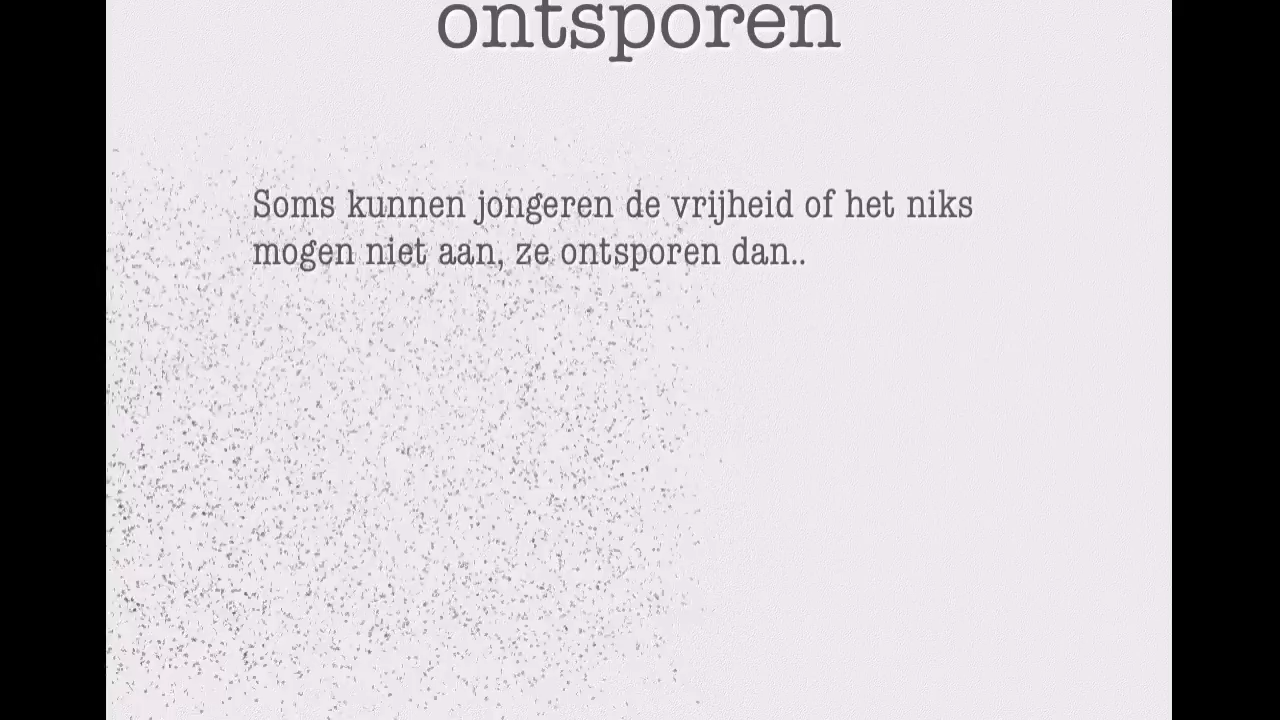 ontsporen
Soms kunnen jongeren de vrijheid of het niks
mogen niet aan, ze ontsporen dan..